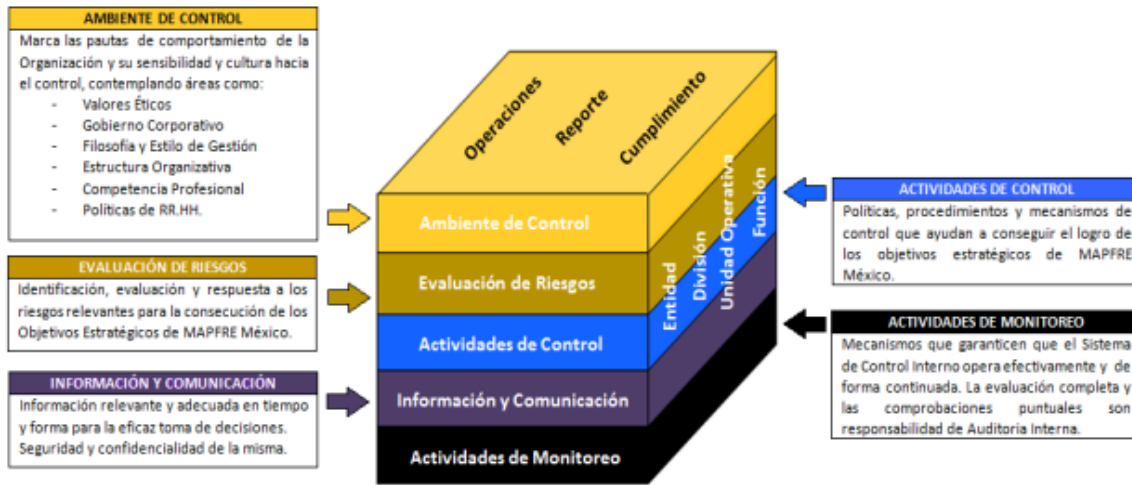 AMBIENTE DE CONTROL
Marca las pautas de comportamiento de la
Organización y su sensibilidad y cultura hacia
el control, contemplando áreas como:
- Valores Éticos
- Gobierno Corporativo
- Filosofía y Estilo de Gestión
- Estructura Organizativa
- Competencia Profesional
- Políticas de RR.HH.
EVALUACIÓN DE RIESGOS
Identificación, evaluación y respuesta a los
riesgos relevantes para la consecución de los
Objetivos Estratégicos de MAPFRE México.
INFORMACIÓN Y COMUNICACIÓN
Información relevante y adecuada en tiempo
y forma para la eficaz toma de decisiones.
Seguridad y confidencialidad de la misma.
Operaciones
Reporte
Cumplimiento
Ambiente de Control
Evaluación de Riesgos
Actividades de Control
Información y Comunicación
Actividades de Monitoreo
Entidad
División
Unidad Operativa
Función
ACTIVIDADES DE CONTROL
Políticas, procedimientos y mecanismos de
control que ayudan a conseguir el logro de
los objetivos estratégicos de MAPFRE
México.
ACTIVIDADES DE MONITOREO
Mecanismos que garanticen que el Sistema
de Control Interno opera efectivamente y de
forma continuada. La evaluación completa y
las comprobaciones puntuales son
responsabilidad de Auditoria Interna.